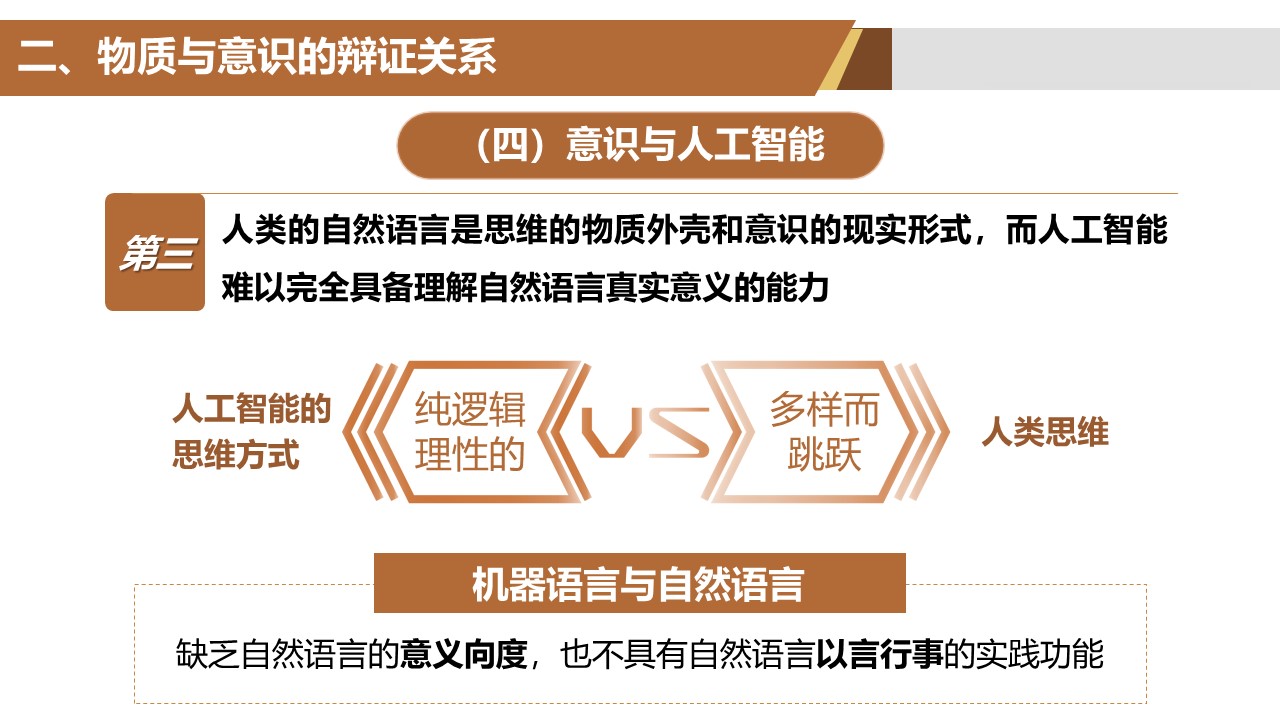 二、物质与意识的辩证关系
（四）意识与人工智能
第三
人类的自然语言是思维的物质外壳和意识的现实形式，而人工智能
难以完全具备理解自然语言真实意义的能力
人工智能的
思维方式
纯逻辑
理性的
VS
多样而
跳跃
人类思维
机器语言与自然语言
缺乏自然语言的意义向度，也不具有自然语言以言行事的实践功能